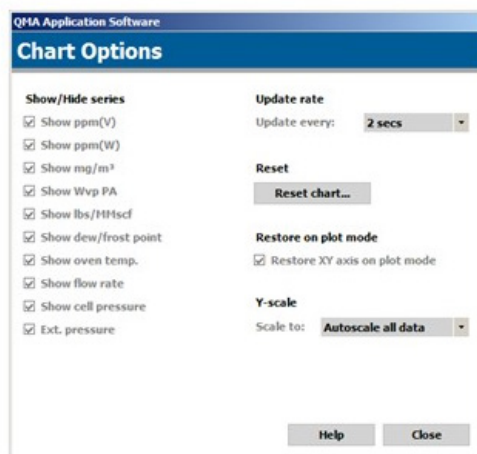 QMA Application Software
Chart Options
Show/Hide series
Show ppm(V)
Show ppm(W)
Show mg/m³
Show Wvp PA
Show lbs/MMscf
Show dew/frost point
Show oven temp.
Show flow rate
Show cell pressure
Ext. pressure
Update rate
Update every: 2 secs
Reset
Reset chart...
Restore on plot mode
Restore XY axis on plot mode
Y-scale
Scale to: Autoscale all data
Help Close